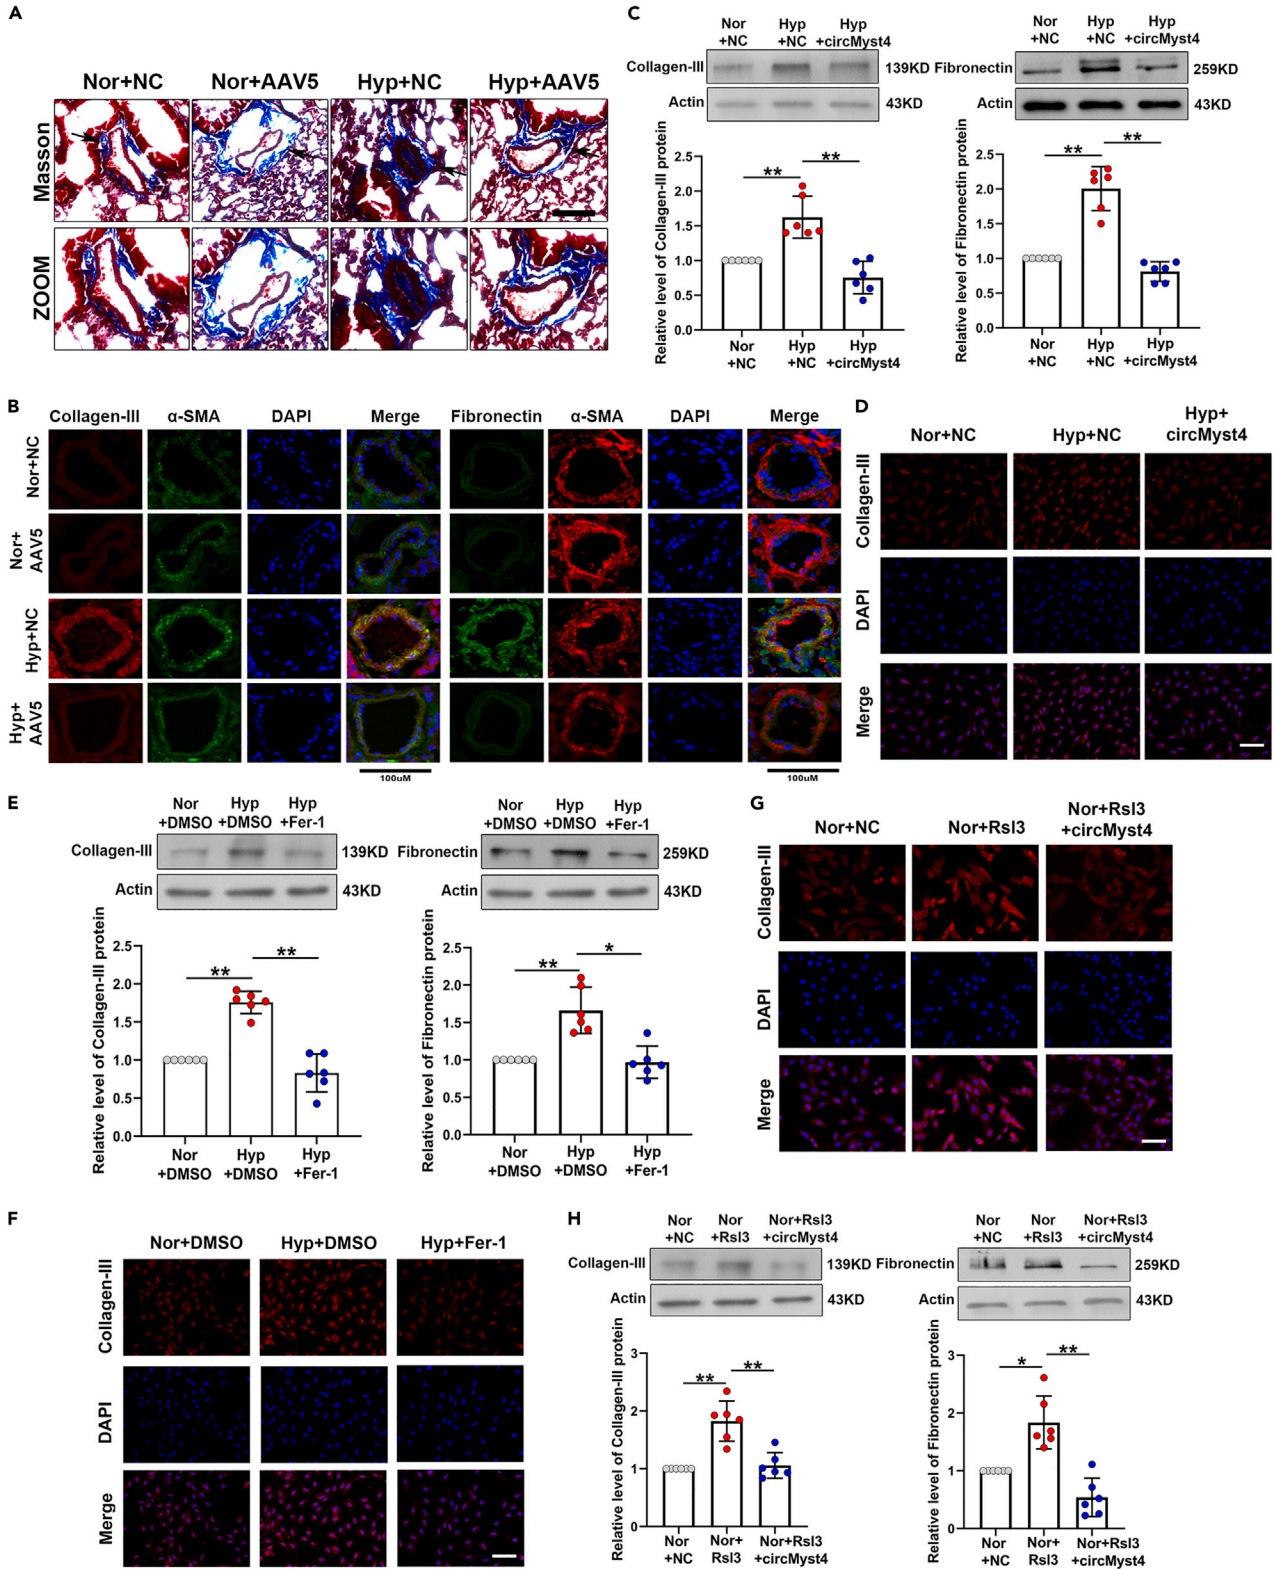 A
Nor+NC Nor+AAV5 Hyp+NC Hyp+AAV5
Masson
ZOOM
B
Collagen-III α-SMA DAPI Merge Fibronectin α-SMA DAPI Merge
Nor+NC
Nor+
AAV5
Hyp+NC
Hyp+
AAV5
100uM 100uM
C
Nor Hyp Hyp
+NC +NC +circMyst4
Collagen-III 139KD
Actin 43KD
Relative level of Collagen-III protein
2.5
2.0
1.5
1.0
0.5
0.0
** **
Nor Hyp Hyp
+NC +NC +circMyst4
Nor Hyp Hyp
+NC +NC +circMyst4
Fibronectin 259KD
Actin 43KD
Relative level of Fibronectin protein
2.5
2.0
1.5
1.0
0.5
0.0
** **
Nor Hyp Hyp
+NC +NC +circMyst4
D
Nor+NC Hyp+NC Hyp+
circMyst4
Collagen-III
DAPI
Merge
E
Nor Hyp Hyp
+DMSO +DMSO +Fer-1
Collagen-III 139KD
Actin 43KD
Relative level of Collagen-III protein
2.5
2.0
1.5
1.0
0.5
0.0
** **
Nor Hyp Hyp
+DMSO +DMSO +Fer-1
Nor Hyp Hyp
+DMSO +DMSO +Fer-1
Fibronectin 259KD
Actin 43KD
Relative level of Fibronectin protein
2.5
2.0
1.5
1.0
0.5
0.0
** *
Nor Hyp Hyp
+DMSO +DMSO +Fer-1
G
Nor+NC Nor+Rsl3 Nor+Rsl3
+circMyst4
Collagen-III
DAPI
Merge
F
Nor+DMSO Hyp+DMSO Hyp+Fer-1
Collagen-III
DAPI
Merge
H
Nor Nor Nor+Rsl3
+NC +Rsl3 +circMyst4
Collagen-III 139KD
Actin 43KD
Relative level of Collagen-III protein
3
2
1
0
** **
Nor Nor+ Nor+Rsl3
+NC Rsl3 +circMyst4
Nor Nor Nor+Rsl3
+NC +Rsl3 +circMyst4
Fibronectin 259KD
Actin 43KD
Relative level of Fibronectin protein
3
2
1
0
* **
Nor Nor+ Nor+Rsl3
+NC Rsl3 +circMyst4